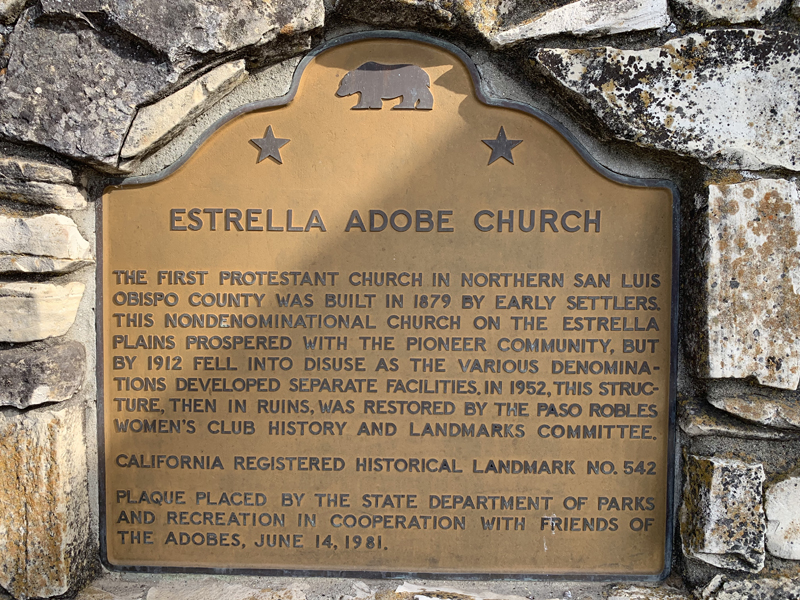 ESTRELLA ADOBE CHURCH
THE FIRST PROTESTANT CHURCH IN NORTHERN SAN LUIS
OBISPO COUNTY WAS BUILT IN 1879 BY EARLY SETTLERS.
THIS NONDENOMINATIONAL CHURCH ON THE ESTRELLA
PLAINS PROSPERED WITH THE PIONEER COMMUNITY, BUT
BY 1912 FELL INTO DISUSE AS THE VARIOUS DENOMINA-
TIONS DEVELOPED SEPARATE FACILITIES. IN 1952, THIS STRUC-
TURE, THEN IN RUINS, WAS RESTORED BY THE PASO ROBLES
WOMEN'S CLUB HISTORY AND LANDMARKS COMMITTEE.
CALIFORNIA REGISTERED HISTORICAL LANDMARK NO. 542
PLAQUE PLACED BY THE STATE DEPARTMENT OF PARKS
AND RECREATION IN COOPERATION WITH FRIENDS OF
THE ADOBES, JUNE 14, 1981.